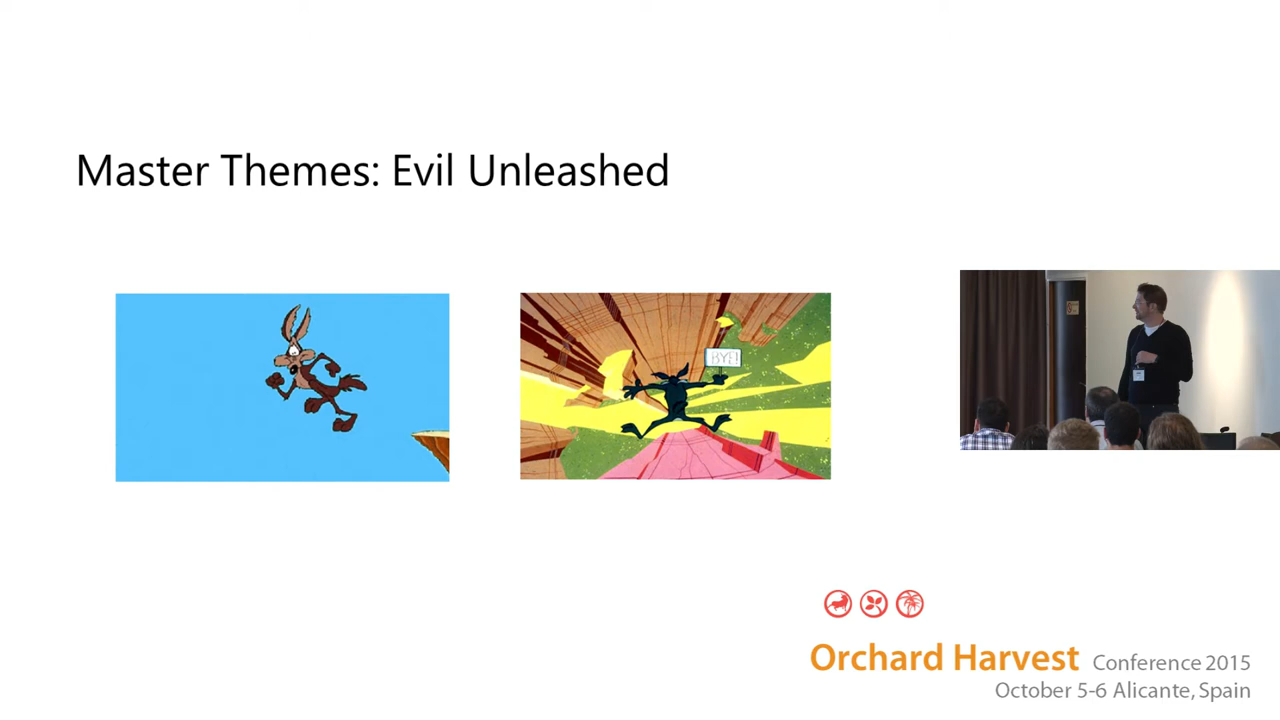 Master Themes: Evil Unleashed
BYE!
Orchard Harvest Conference 2015
October 5-6 Alicante, Spain